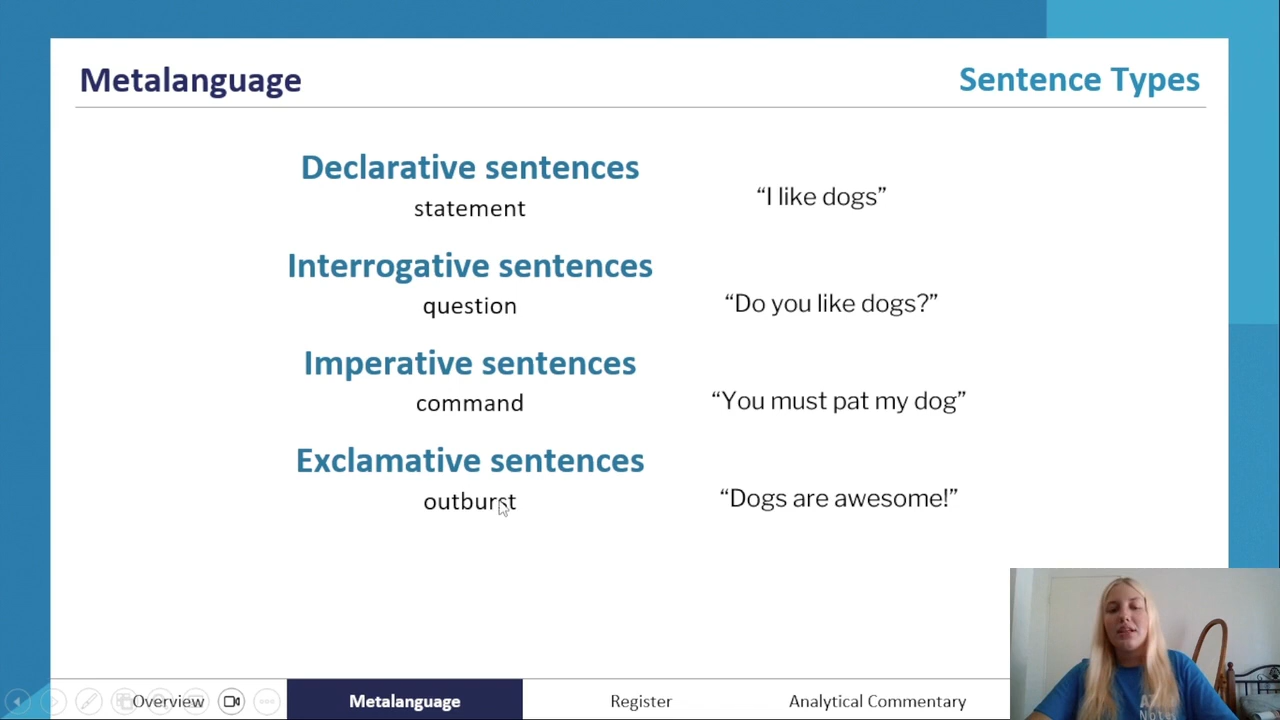 Metalanguage
Sentence Types
Declarative sentences
statement
“I like dogs”
Interrogative sentences
question
“Do you like dogs?”
Imperative sentences
command
“You must pat my dog”
Exclamative sentences
outburst
“Dogs are awesome!”
Overview
Metalanguage
Register
Analytical Commentary